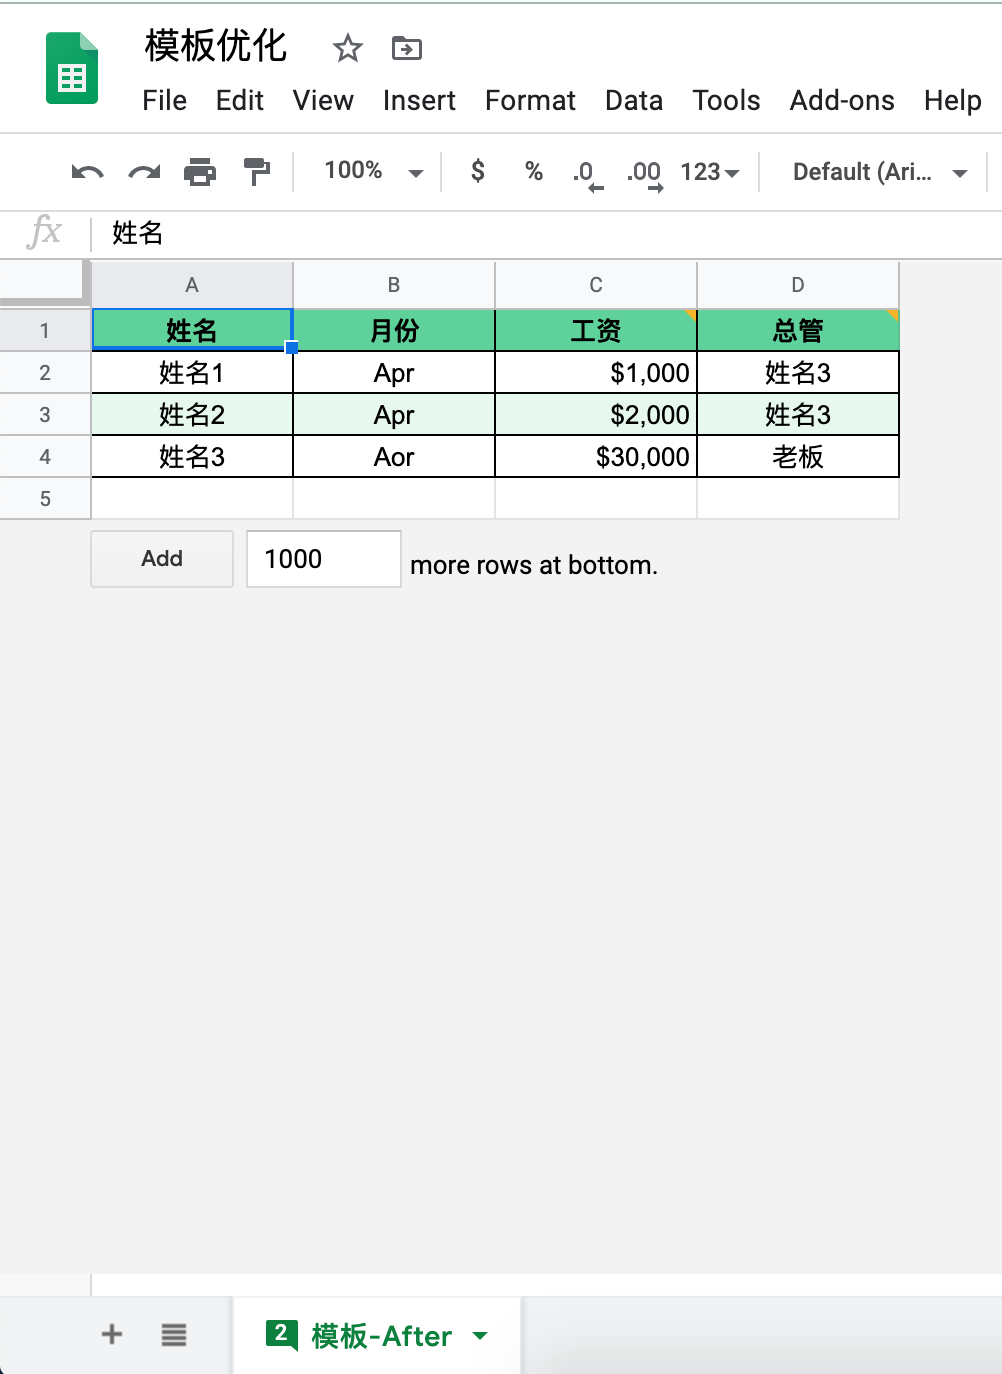 模板优化
File Edit View Insert Format Data Tools Add-ons Help
100% $ % .0 .00 123 Default (Ari...
fx 姓名
A B C D
1 姓名 月份 工资 总管
2 姓名1 Apr $1,000 姓名3
3 姓名2 Apr $2,000 姓名3
4 姓名3 Aor $30,000 老板
5
Add 1000 more rows at bottom.
2 模板-After